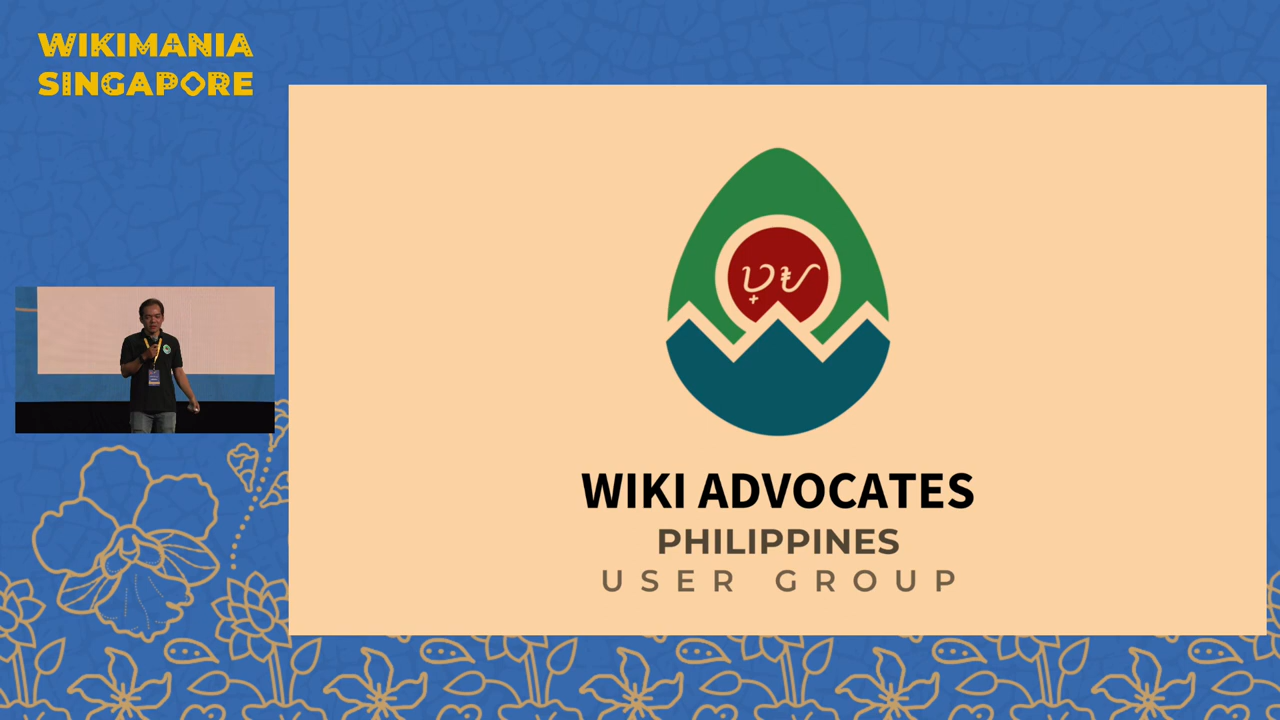 WIKIMANIA
SINGAPORE
WIKI ADVOCATES
PHILIPPINES
USER GROUP